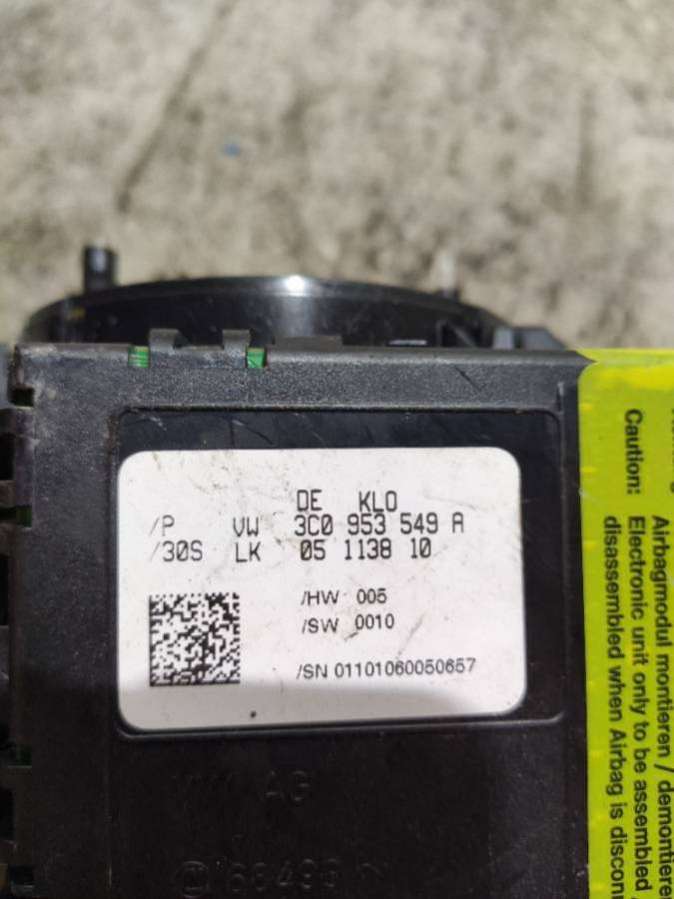 DE KLO
/P VW 3C0 953 549 A
/30S LK 05 1138 10
/HW 005
/SW 0010
/SN 01101060050657
AG
Caution:
Airbagmodul montieren / demontieren
Electronic unit only to be assembled /
disassembled when Airbag is